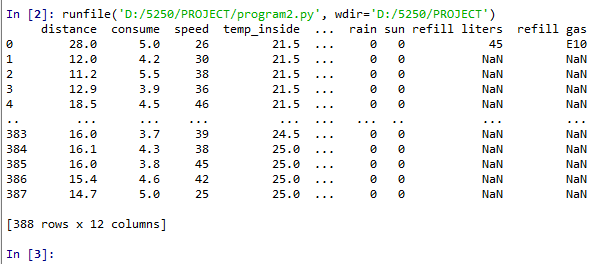 In [2]: runfile('D:/5250/PROJECT/program2.py', wdir='D:/5250/PROJECT')
     distance  consume  speed  temp_inside  ...  rain sun refill liters   refill gas
0        28.0      5.0     26         21.5  ...     0   0            45          E10
1        12.0      4.2     30         21.5  ...     0   0           NaN          NaN
2        11.2      5.5     38         21.5  ...     0   0           NaN          NaN
3        12.9      3.9     36         21.5  ...     0   0           NaN          NaN
4        18.5      4.5     46         21.5  ...     0   0           NaN          NaN
..        ...      ...    ...          ...  ...   ...  ..           ...          ...
383      16.0      3.7     39         24.5  ...     0   0           NaN          NaN
384      16.1      4.3     38         25.0  ...     0   0           NaN          NaN
385      16.0      3.8     45         25.0  ...     0   0           NaN          NaN
386      15.4      4.6     42         25.0  ...     0   0           NaN          NaN
387      14.7      5.0     25         25.0  ...     0   0           NaN          NaN
[388 rows x 12 columns]
In [3]: